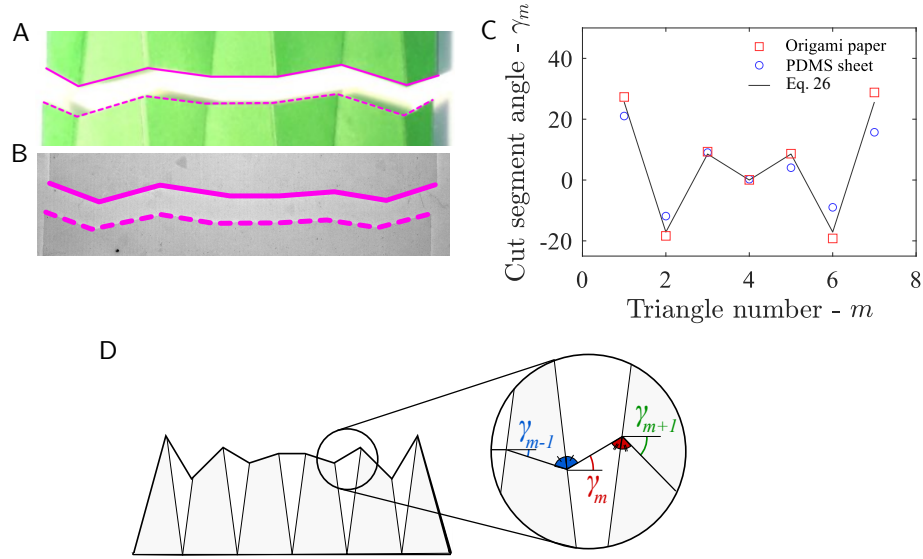 A
B
C
Cut segment angle - γₘ
40
20
0
-20
0
2
4
6
8
Triangle number - m
Origami paper
PDMS sheet
Eq. 26
D
γₘ₋₁
γₘ
γₘ₊₁